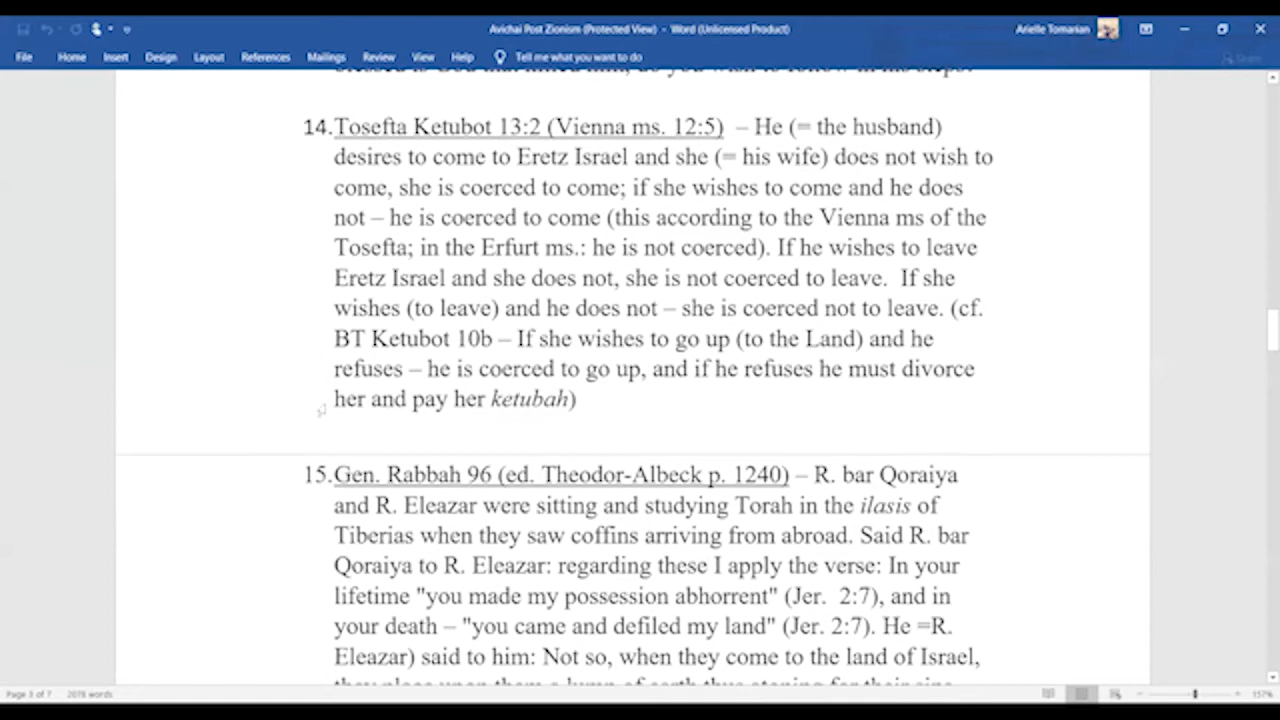 Avichai Post Zionism (Protected View) - Word (Unlicensed Product)
Arielle Tomarian
File Home Insert Design Layout References Mailings Review View Help Tell me what you want to do
Share
14. Tosefta Ketubot 13:2 (Vienna ms. 12:5) – He (= the husband)
desires to come to Eretz Israel and she (= his wife) does not wish to
come, she is coerced to come; if she wishes to come and he does
not – he is coerced to come (this according to the Vienna ms of the
Tosefta; in the Erfurt ms.: he is not coerced). If he wishes to leave
Eretz Israel and she does not, she is not coerced to leave. If she
wishes (to leave) and he does not – she is coerced not to leave. (cf.
BT Ketubot 10b – If she wishes to go up (to the Land) and he
refuses – he is coerced to go up, and if he refuses he must divorce
her and pay her ketubah)
15. Gen. Rabbah 96 (ed. Theodor-Albeck p. 1240) – R. bar Qoraiya
and R. Eleazar were sitting and studying Torah in the ilasis of
Tiberias when they saw coffins arriving from abroad. Said R. bar
Qoraiya to R. Eleazar: regarding these I apply the verse: In your
lifetime "you made my possession abhorrent" (Jer. 2:7), and in
your death – "you came and defiled my land" (Jer. 2:7). He =R.
Eleazar) said to him: Not so, when they come to the land of Israel,
Page 3 of 7 2078 words
157%